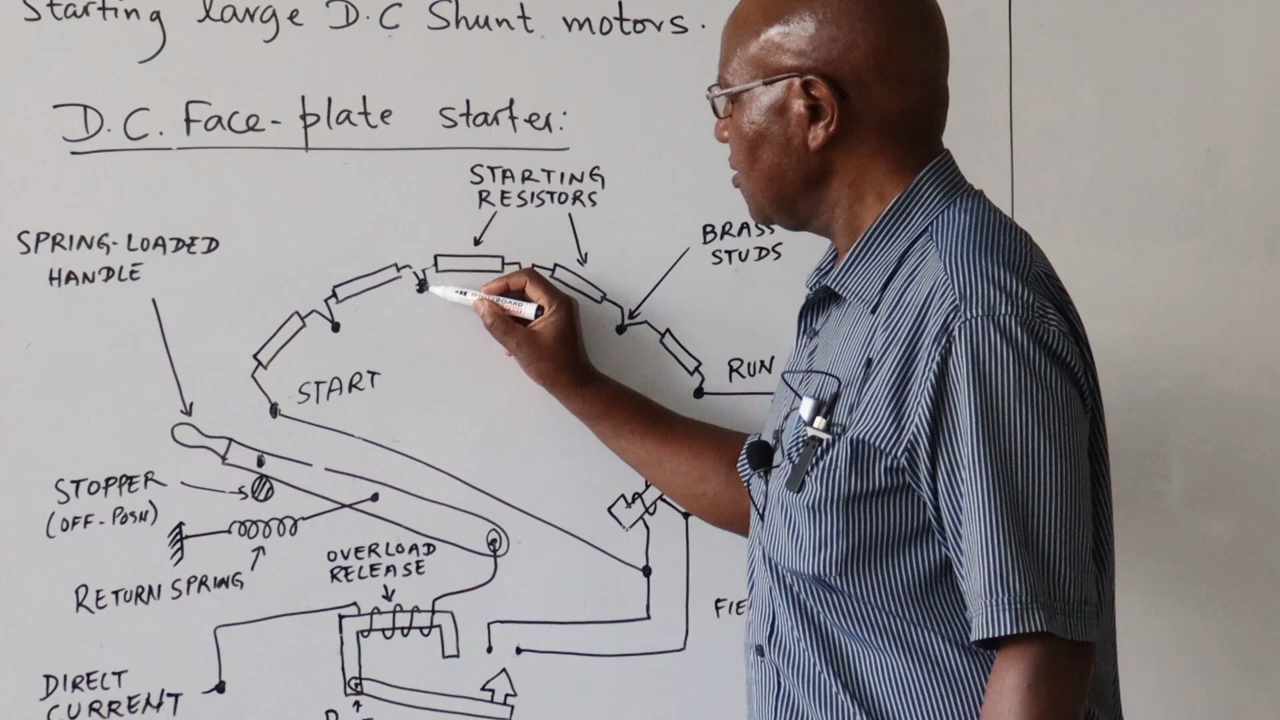 Starting large D.C Shunt motors.
D.C. Face-plate starter:
STARTING
RESISTORS
SPRING-LOADED
HANDLE
BRASS
STUDS
RUN
START
STOPPER
(OFF-POSN)
OVERLOAD
RELEASE
RETURN SPRING
FIE
DIRECT
CURRENT